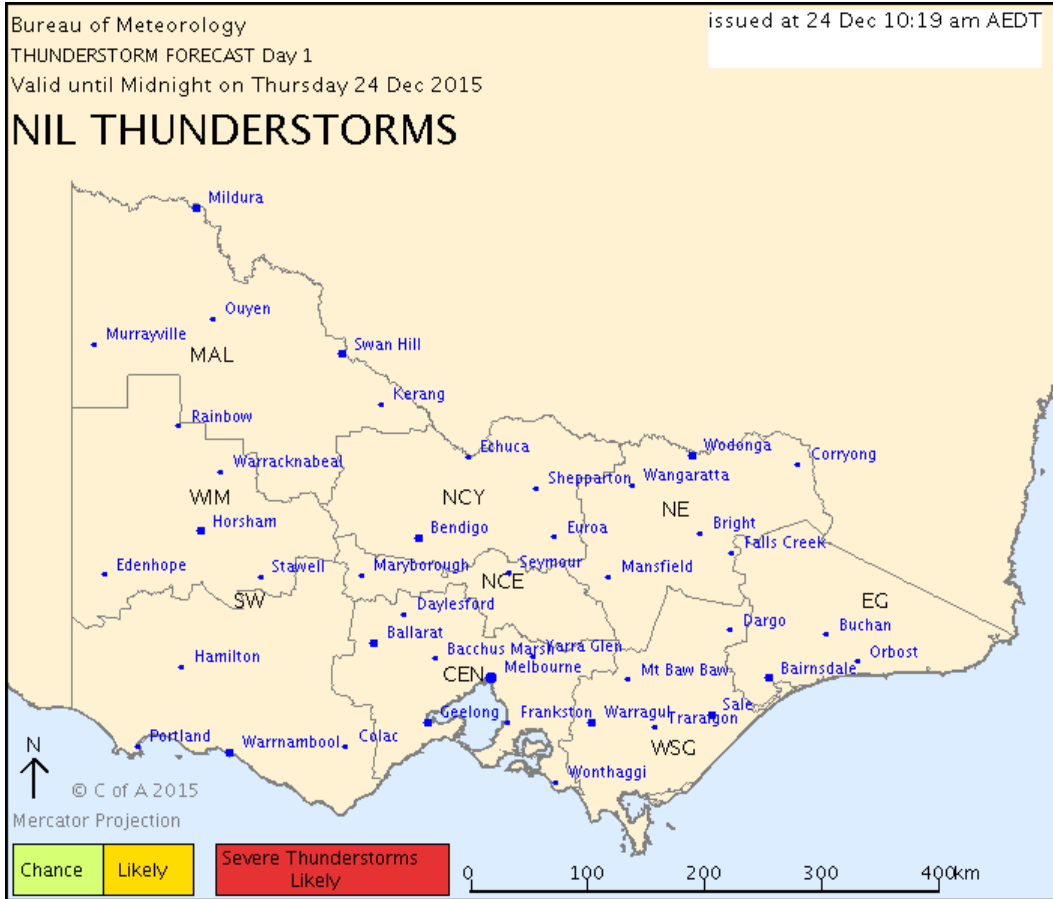 Bureau of Meteorology
issued at 24 Dec 10:19 am AEDT
THUNDERSTORM FORECAST Day 1
Valid until Midnight on Thursday 24 Dec 2015
NIL THUNDERSTORMS
Mildura
Ouyen
Murrayville
MAL
Swan Hill
Kerang
Rainbow
Echuca
Wodonga
Corryong
Warracknabeal
Shepparton
Wangaratta
WIM
NCY
NE
Horsham
Bendigo
Euroa
Bright
Falls Creek
Edenhope
Stawell
Maryborough
Seymour
NCE
Mansfield
SW
EG
Daylesford
Dargo
Buchan
Ballarat
Bacchus Marsh
Yarra Glen
Orbost
Hamilton
CEN
Melbourne
Mt Baw Baw
Bairnsdale
Geelong
Frankston
Warragul
Traralgon
Sale
Portland
Warrnambool
Colac
WSG
N
Wonthaggi
© C of A 2015
Mercator Projection
Chance
Likely
Severe Thunderstorms
Likely
0 100 200 300 400km